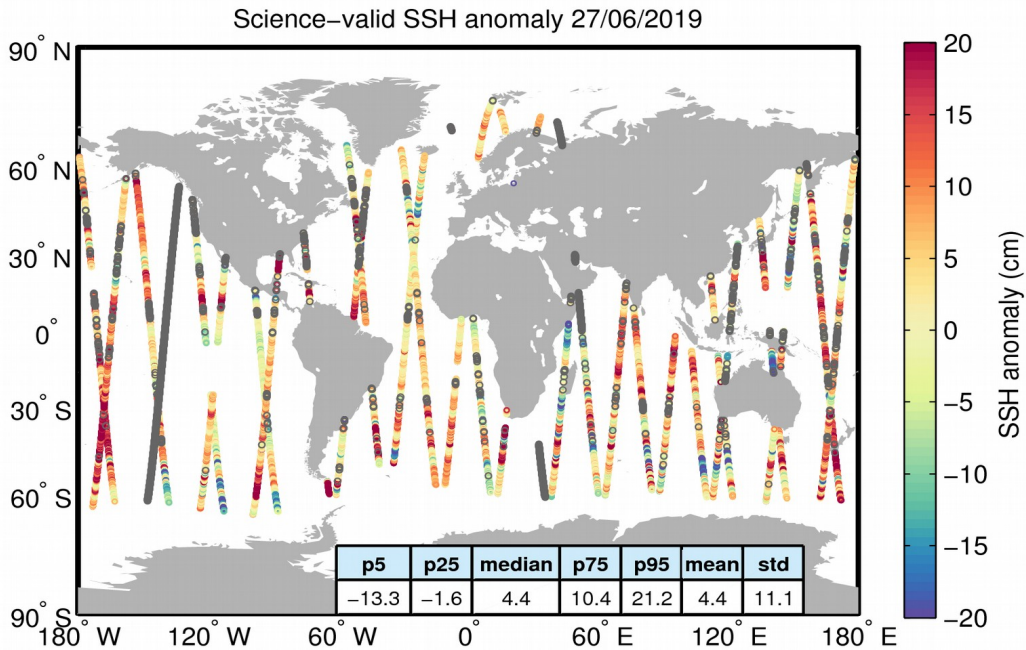 Science−valid SSH anomaly 27/06/2019
90° N
60° N
30° N
0°
30° S
60° S
90° S
180° W
120° W
60° W
0°
60° E
120° E
180° E
p5 p25 median p75 p95 mean std
−13.3 −1.6 4.4 10.4 21.2 4.4 11.1
20
15
10
5
0
−5
−10
−15
−20
SSH anomaly (cm)